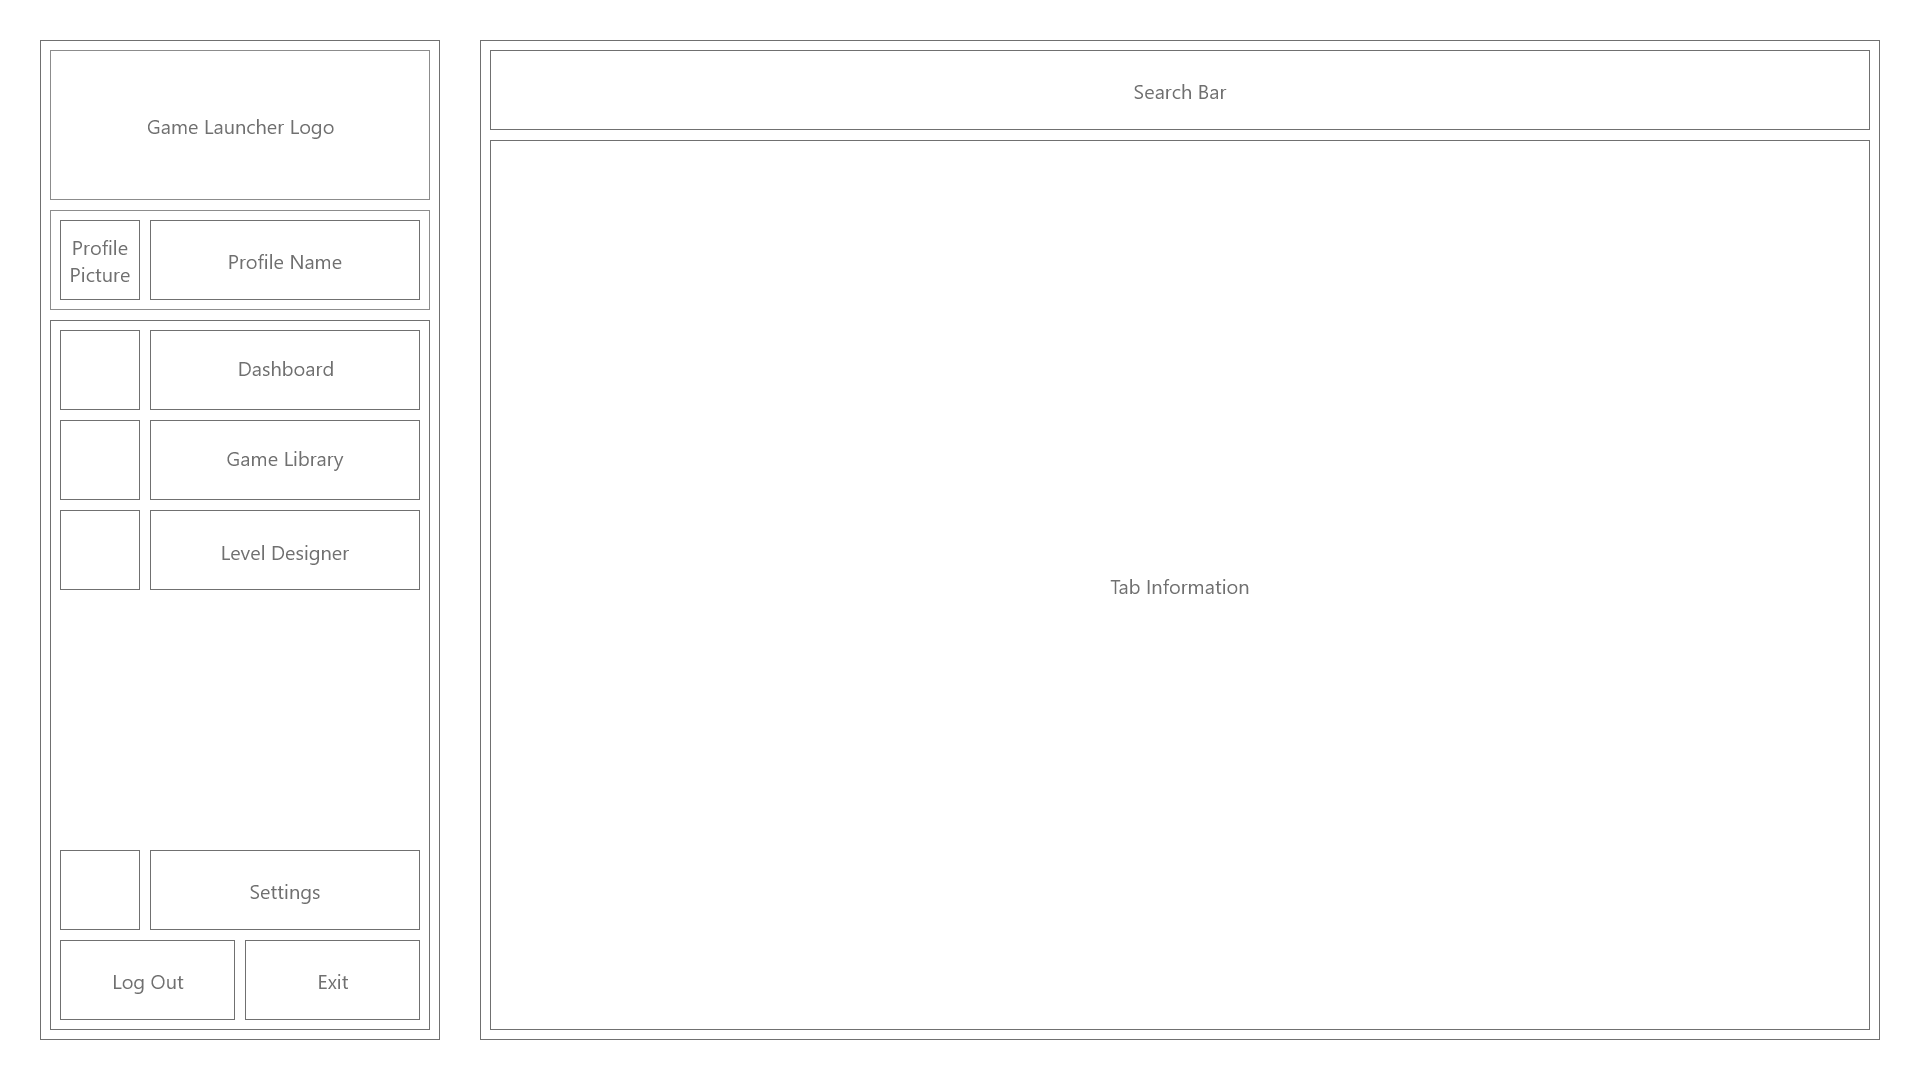 Game Launcher Logo
Profile
Picture
Profile Name
Dashboard
Game Library
Level Designer
Settings
Log Out
Exit
Search Bar
Tab Information